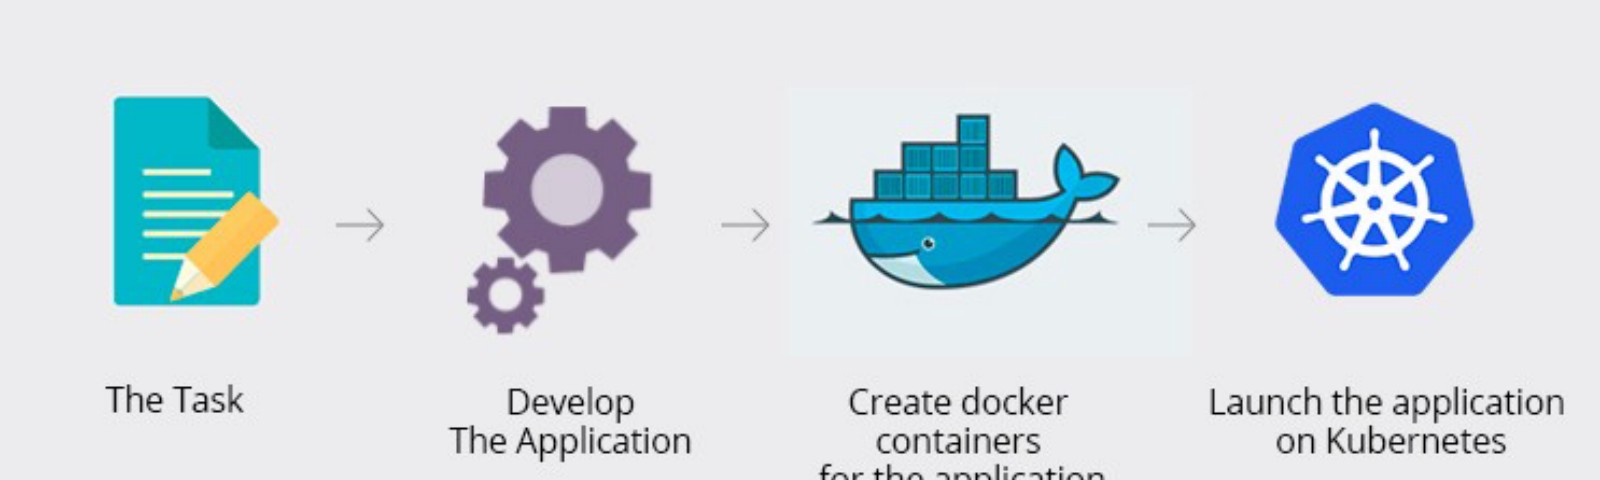 The Task
Develop
The Application
Create docker
containers
for the application
Launch the application
on Kubernetes